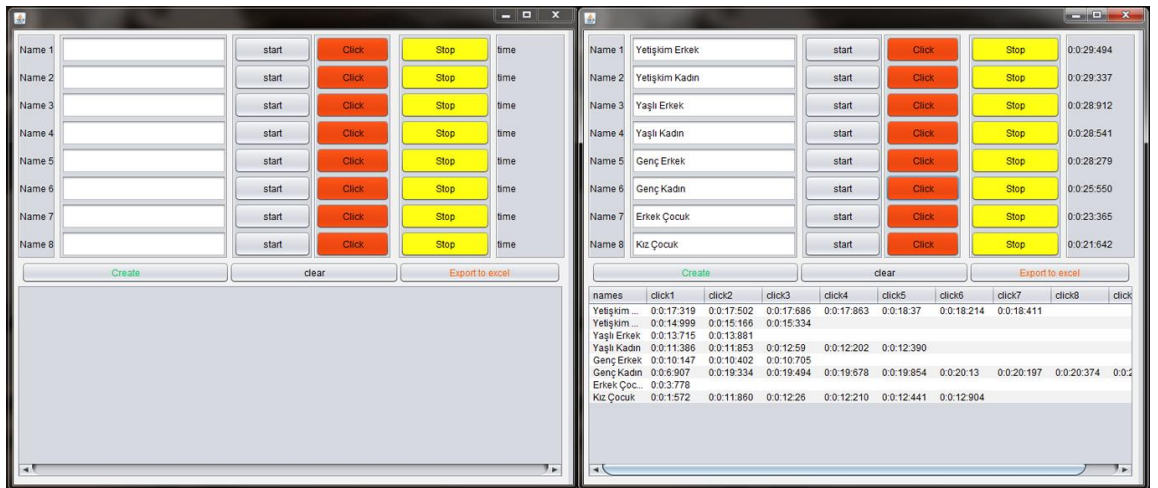 Name 1 start Click Stop time
Name 2 start Click Stop time
Name 3 start Click Stop time
Name 4 start Click Stop time
Name 5 start Click Stop time
Name 6 start Click Stop time
Name 7 start Click Stop time
Name 8 start Click Stop time
Create clear Export to excel
Name 1 Yetişkim Erkek start Click Stop 0:0:29:494
Name 2 Yetişkim Kadın start Click Stop 0:0:29:337
Name 3 Yaşlı Erkek start Click Stop 0:0:28:912
Name 4 Yaşlı Kadın start Click Stop 0:0:28:541
Name 5 Genç Erkek start Click Stop 0:0:28:279
Name 6 Genç Kadın start Click Stop 0:0:25:550
Name 7 Erkek Çocuk start Click Stop 0:0:23:365
Name 8 Kız Çocuk start Click Stop 0:0:21:642
Create clear Export to excel
names click1 click2 click3 click4 click5 click6 click7 click8 click
Yetişkim ... 0:0:17:319 0:0:17:502 0:0:17:686 0:0:17:863 0:0:18:37 0:0:18:214 0:0:18:411
Yetişkim ... 0:0:14:999 0:0:15:166 0:0:15:334
Yaşlı Erkek 0:0:13:715 0:0:13:881
Yaşlı Kadın 0:0:11:386 0:0:11:853 0:0:12:59 0:0:12:202 0:0:12:390
Genç Erkek 0:0:10:147 0:0:10:402 0:0:10:705
Genç Kadın 0:0:6:907 0:0:19:334 0:0:19:494 0:0:19:678 0:0:19:854 0:0:20:13 0:0:20:197 0:0:20:374 0:0:2
Erkek Çoc... 0:0:3:778
Kız Çocuk 0:0:1:572 0:0:11:860 0:0:12:26 0:0:12:210 0:0:12:441 0:0:12:904